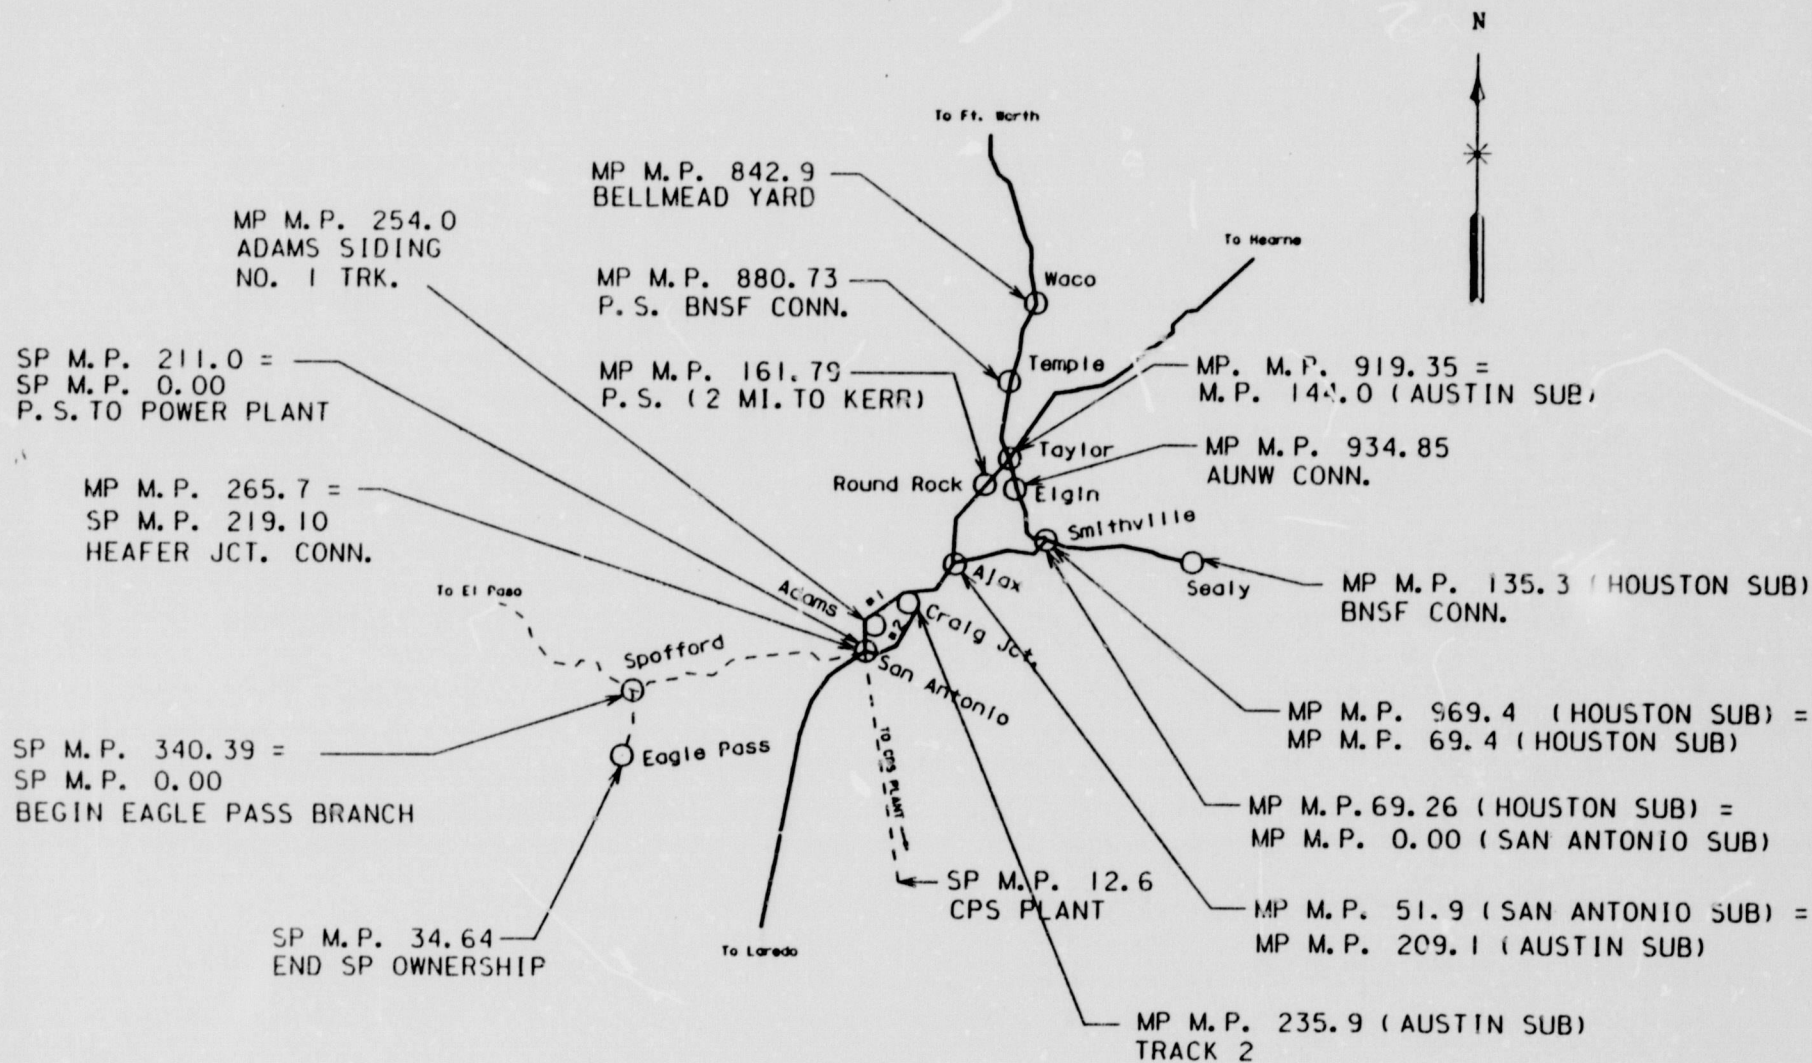 N
To Ft. Worth
MP M.P. 842.9
BELLMEAD YARD
MP M.P. 254.0
ADAMS SIDING
NO. 1 TRK.
To Hearne
MP M.P. 880.73
P.S. BNSF CONN.
Waco
SP M.P. 211.0 =
SP M.P. 0.00
P.S. TO POWER PLANT
MP M.P. 161.79
P.S. (2 MI. TO KERR)
Temple
MP. M.P. 919.35 =
M.P. 144.0 (AUSTIN SUB)
Taylor
MP M.P. 934.85
AUNW CONN.
MP M.P. 265.7 =
SP M.P. 219.10
HEAFER JCT. CONN.
Round Rock
Elgin
Smithville
Ajax
Sealy
MP M.P. 135.3 (HOUSTON SUB)
BNSF CONN.
To El Paso
Adams
#1
#2
Craig Jct.
Spofford
San Antonio
MP M.P. 969.4 (HOUSTON SUB) =
MP M.P. 69.4 (HOUSTON SUB)
SP M.P. 340.39 =
SP M.P. 0.00
BEGIN EAGLE PASS BRANCH
Eagle Pass
TO CPS PLANT
MP M.P. 69.26 (HOUSTON SUB) =
MP M.P. 0.00 (SAN ANTONIO SUB)
SP M.P. 12.6
CPS PLANT
MP M.P. 51.9 (SAN ANTONIO SUB) =
MP M.P. 209.1 (AUSTIN SUB)
SP M.P. 34.64
END SP OWNERSHIP
To Laredo
MP M.P. 235.9 (AUSTIN SUB)
TRACK 2